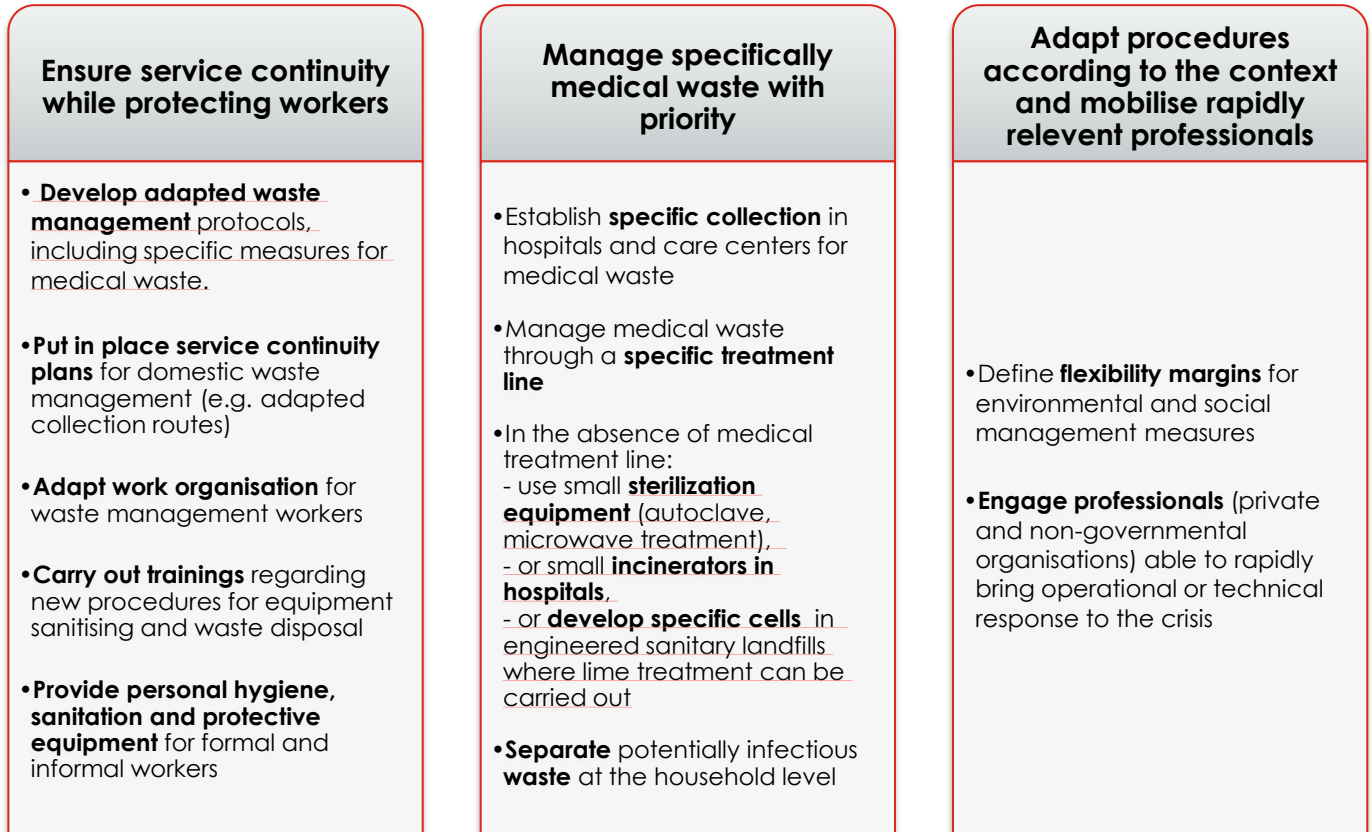 Ensure service continuity
while protecting workers
• Develop adapted waste
management protocols,
including specific measures for
medical waste.
•Put in place service continuity
plans for domestic waste
management (e.g. adapted
collection routes)
•Adapt work organisation for
waste management workers
•Carry out trainings regarding
new procedures for equipment
sanitising and waste disposal
•Provide personal hygiene,
sanitation and protective
equipment for formal and
informal workers
Manage specifically
medical waste with
priority
•Establish specific collection in
hospitals and care centers for
medical waste
•Manage medical waste
through a specific treatment
line
•In the absence of medical
treatment line:
- use small sterilization
equipment (autoclave,
microwave treatment),
- or small incinerators in
hospitals,
- or develop specific cells in
engineered sanitary landfills
where lime treatment can be
carried out
•Separate potentially infectious
waste at the household level
Adapt procedures
according to the context
and mobilise rapidly
relevent professionals
•Define flexibility margins for
environmental and social
management measures
•Engage professionals (private
and non-governmental
organisations) able to rapidly
bring operational or technical
response to the crisis